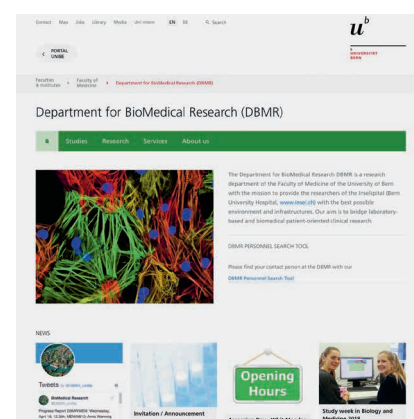 Contact Map Jobs Library Media Uni intern EN DE Search
u^b
PORTAL
UNIBE
UNIVERSITÄT
BERN
Faculties
& Institutes
Faculty of
Medicine
Department for BioMedical Research (DBMR)
Department for BioMedical Research (DBMR)
Studies Research Services About us
The Department for BioMedical Research DBMR is a research
department of the Faculty of Medicine of the University of Bern
with the mission to provide the researchers of the Inselspital (Bern
University Hospital, www.insel.ch) with the best possible
environment and infrastructures. Our aim is to bridge laboratory-
based and biomedical patient-oriented clinical research.
DBMR PERSONNEL SEARCH TOOL
Please find your contact person at the DBMR with our
DBMR Personnel Search Tool
NEWS
Tweets
BioMedical Research
Invitation / Announcement
Opening
Hours
Study week in Biology and